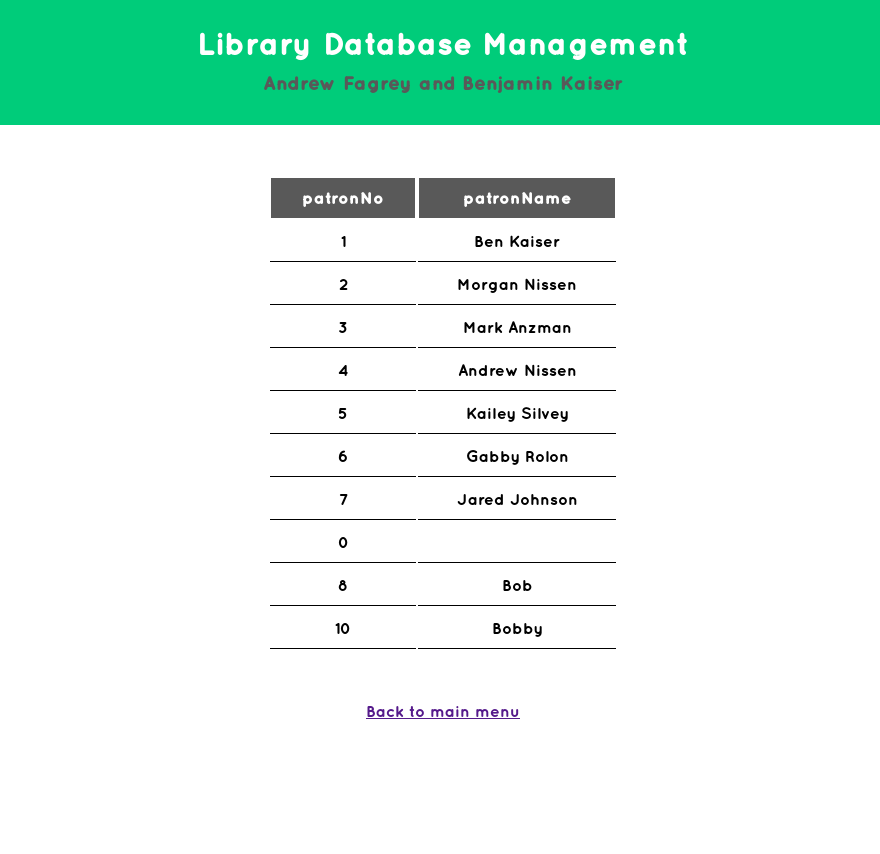 Library Database Management
Andrew Fagrey and Benjamin Kaiser
patronNo patronName
1 Ben Kaiser
2 Morgan Nissen
3 Mark Anzman
4 Andrew Nissen
5 Kailey Silvey
6 Gabby Rolon
7 Jared Johnson
0
8 Bob
10 Bobby
Back to main menu